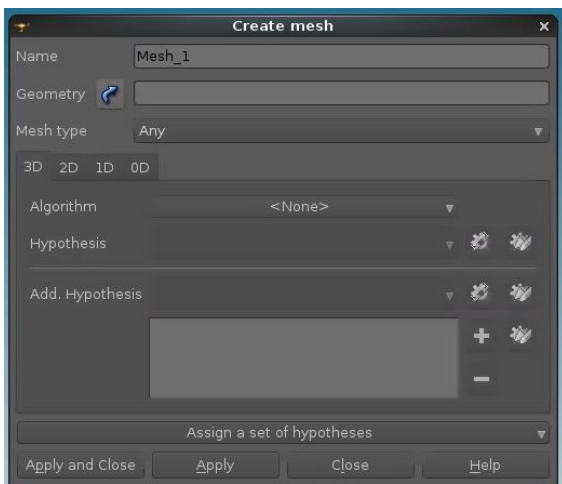 Create mesh
Name Mesh_1
Geometry
Mesh type Any
3D 2D 1D 0D
Algorithm <None>
Hypothesis
Add. Hypothesis
Assign a set of hypotheses
Apply and Close Apply Close Help